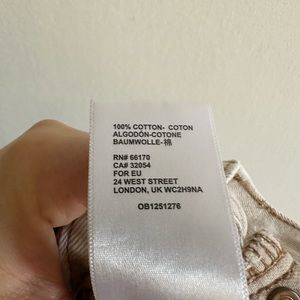 100% COTTON- COTON
ALGODÓN-COTONE
BAUMWOLLE-棉
RN# 66170
CA# 32054
FOR EU
24 WEST STREET
LONDON, UK WC2H9NA
OB1251276